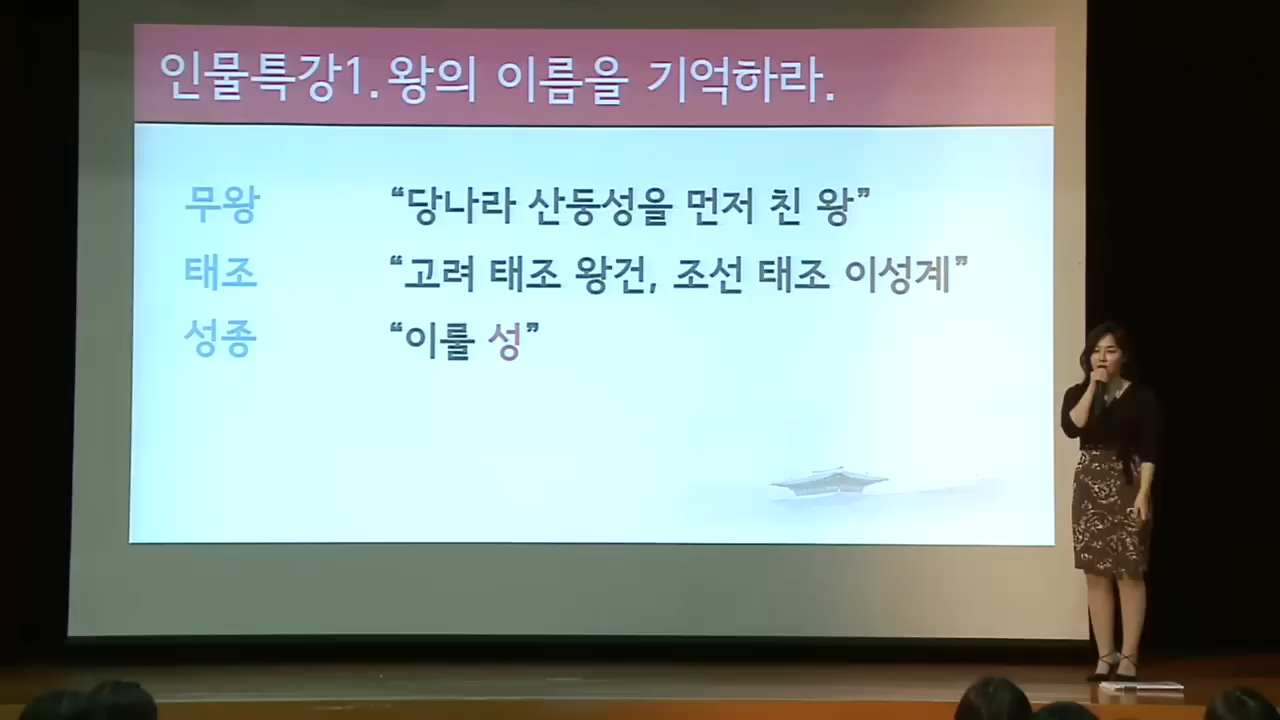 인물특강1. 왕의 이름을 기억하라.
무왕 “당나라 산둥성을 먼저 친 왕”
태조 “고려 태조 왕건, 조선 태조 이성계”
성종 “이룰 성”